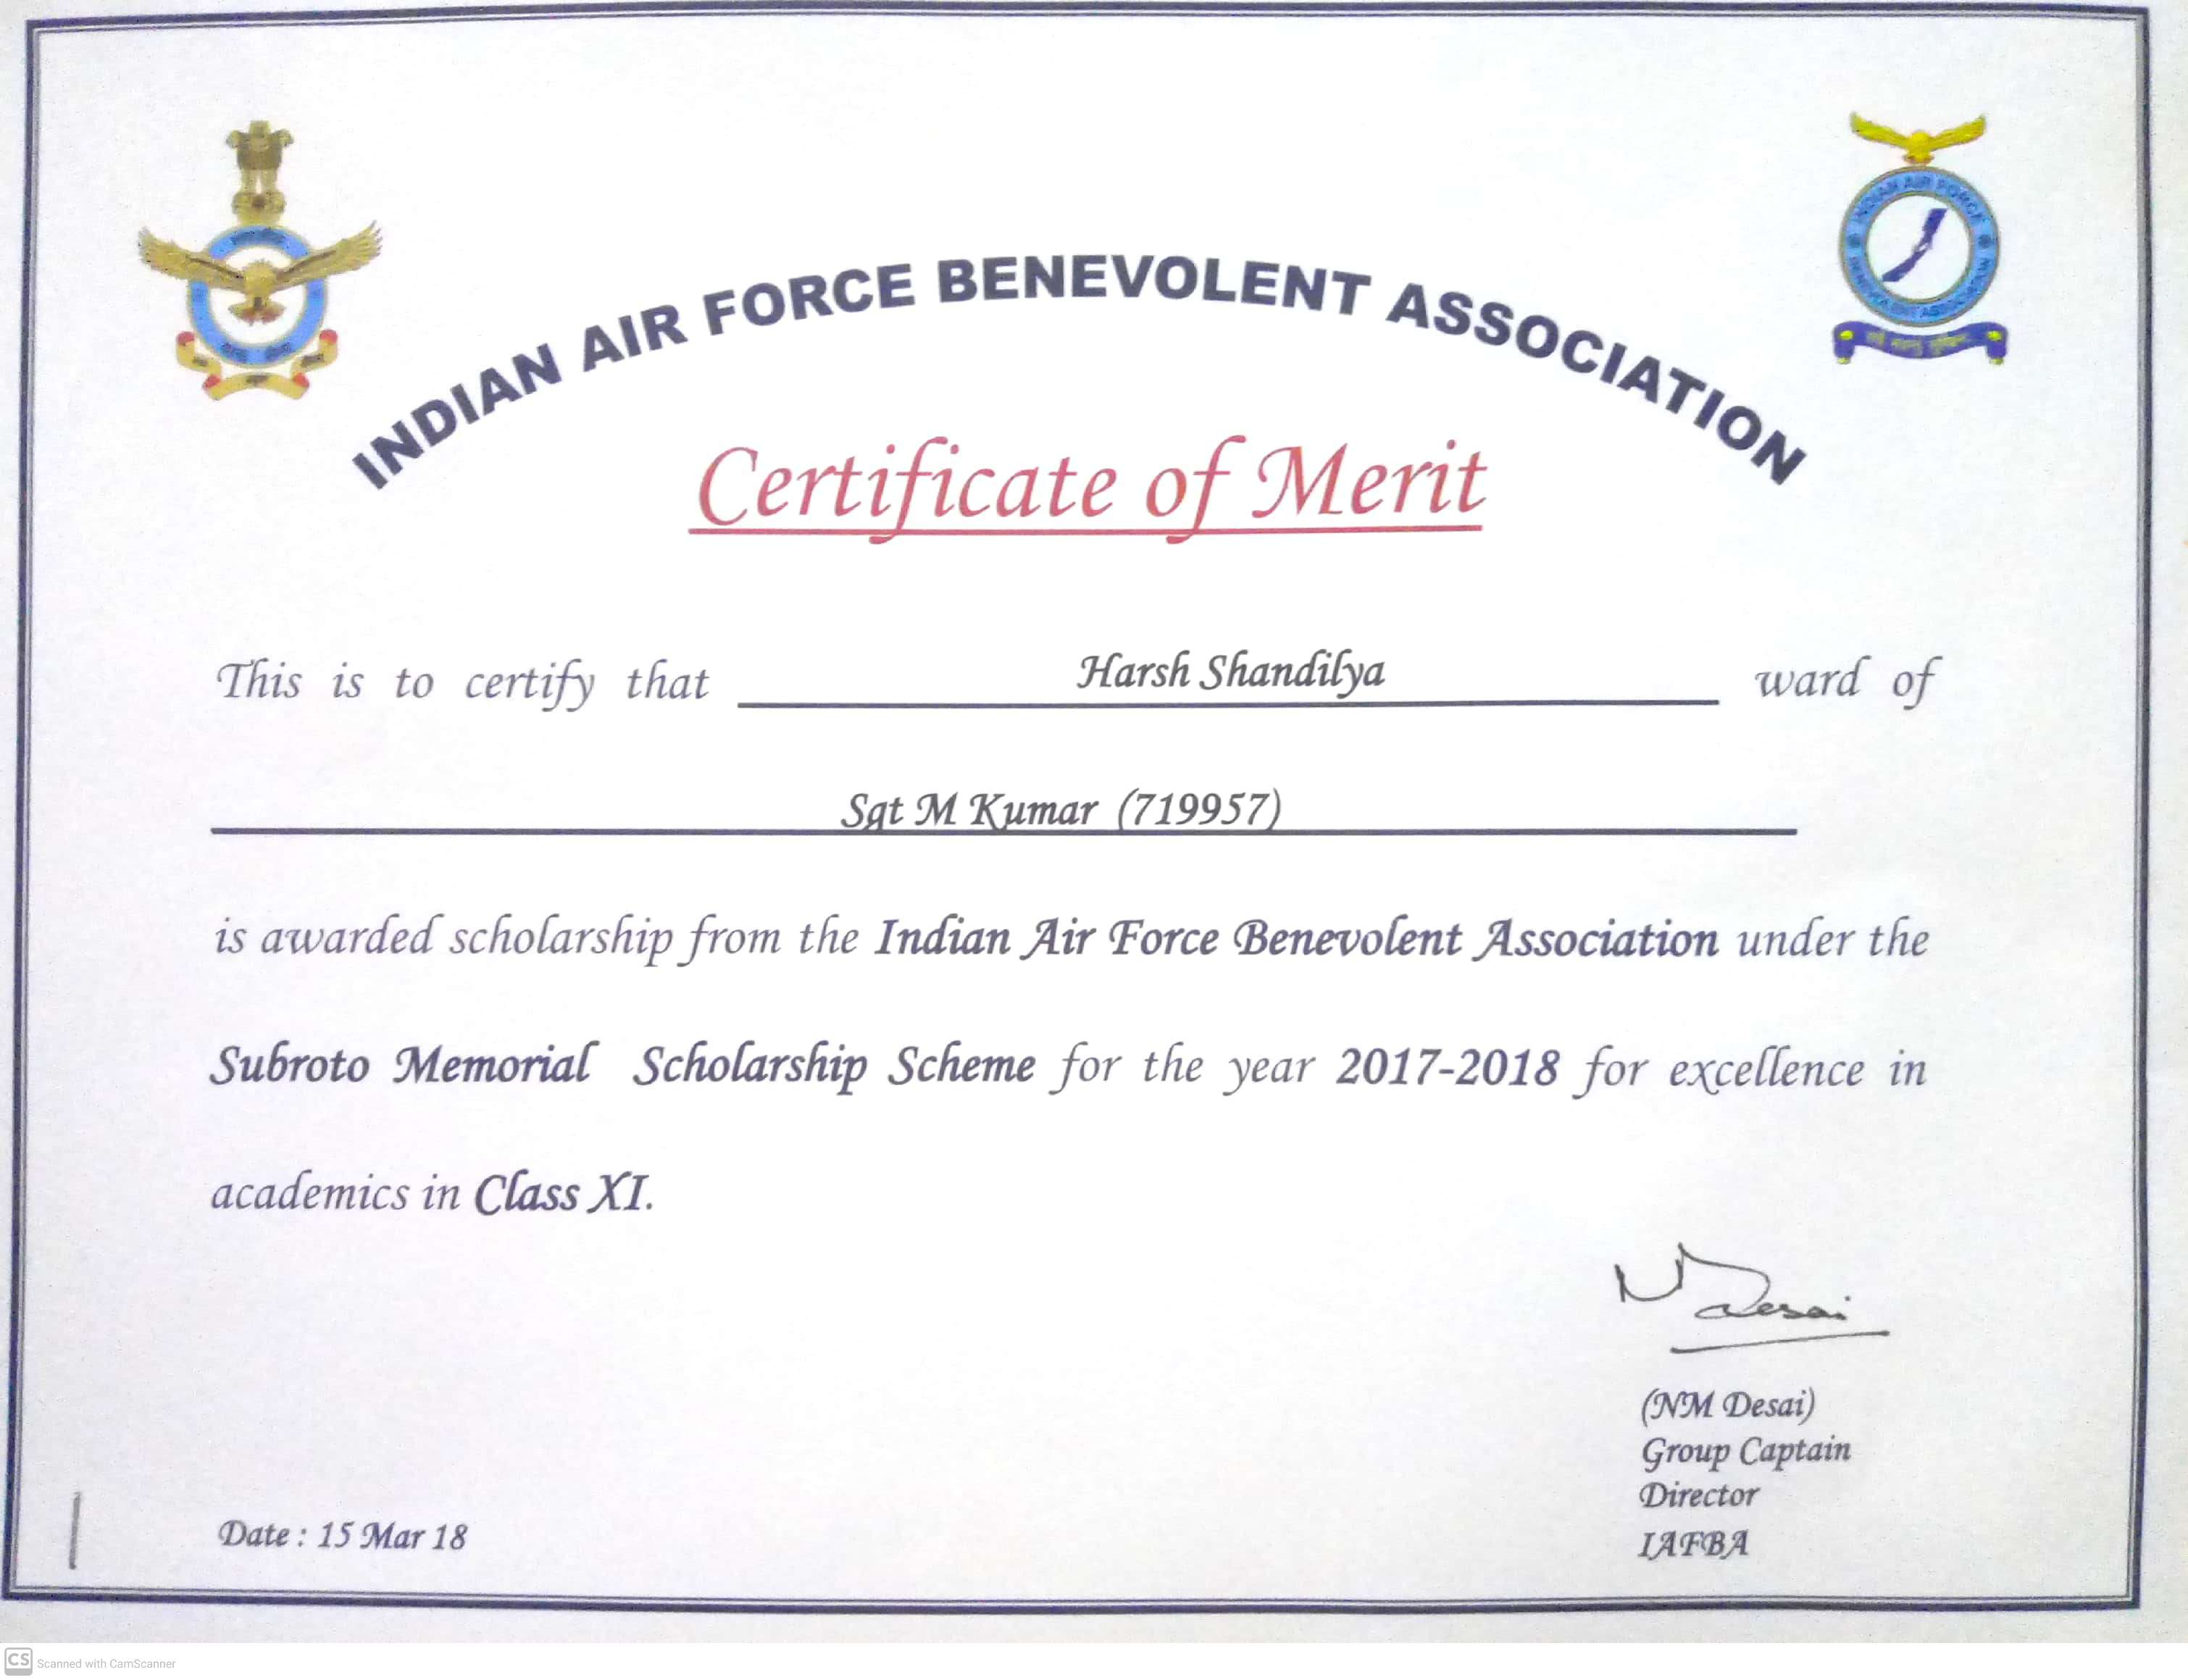 INDIAN AIR FORCE BENEVOLENT ASSOCIATION
INDIAN AIR FORCE
Certificate of Merit
This is to certify that Harsh Shandilya ward of
Sgt M Kumar (719957)
is awarded scholarship from the Indian Air Force Benevolent Association under the
Subroto Memorial Scholarship Scheme for the year 2017-2018 for excellence in
academics in Class XI.
Desai
(NM Desai)
Group Captain
Director
IAFBA
Date : 15 Mar 18
CS Scanned with CamScanner